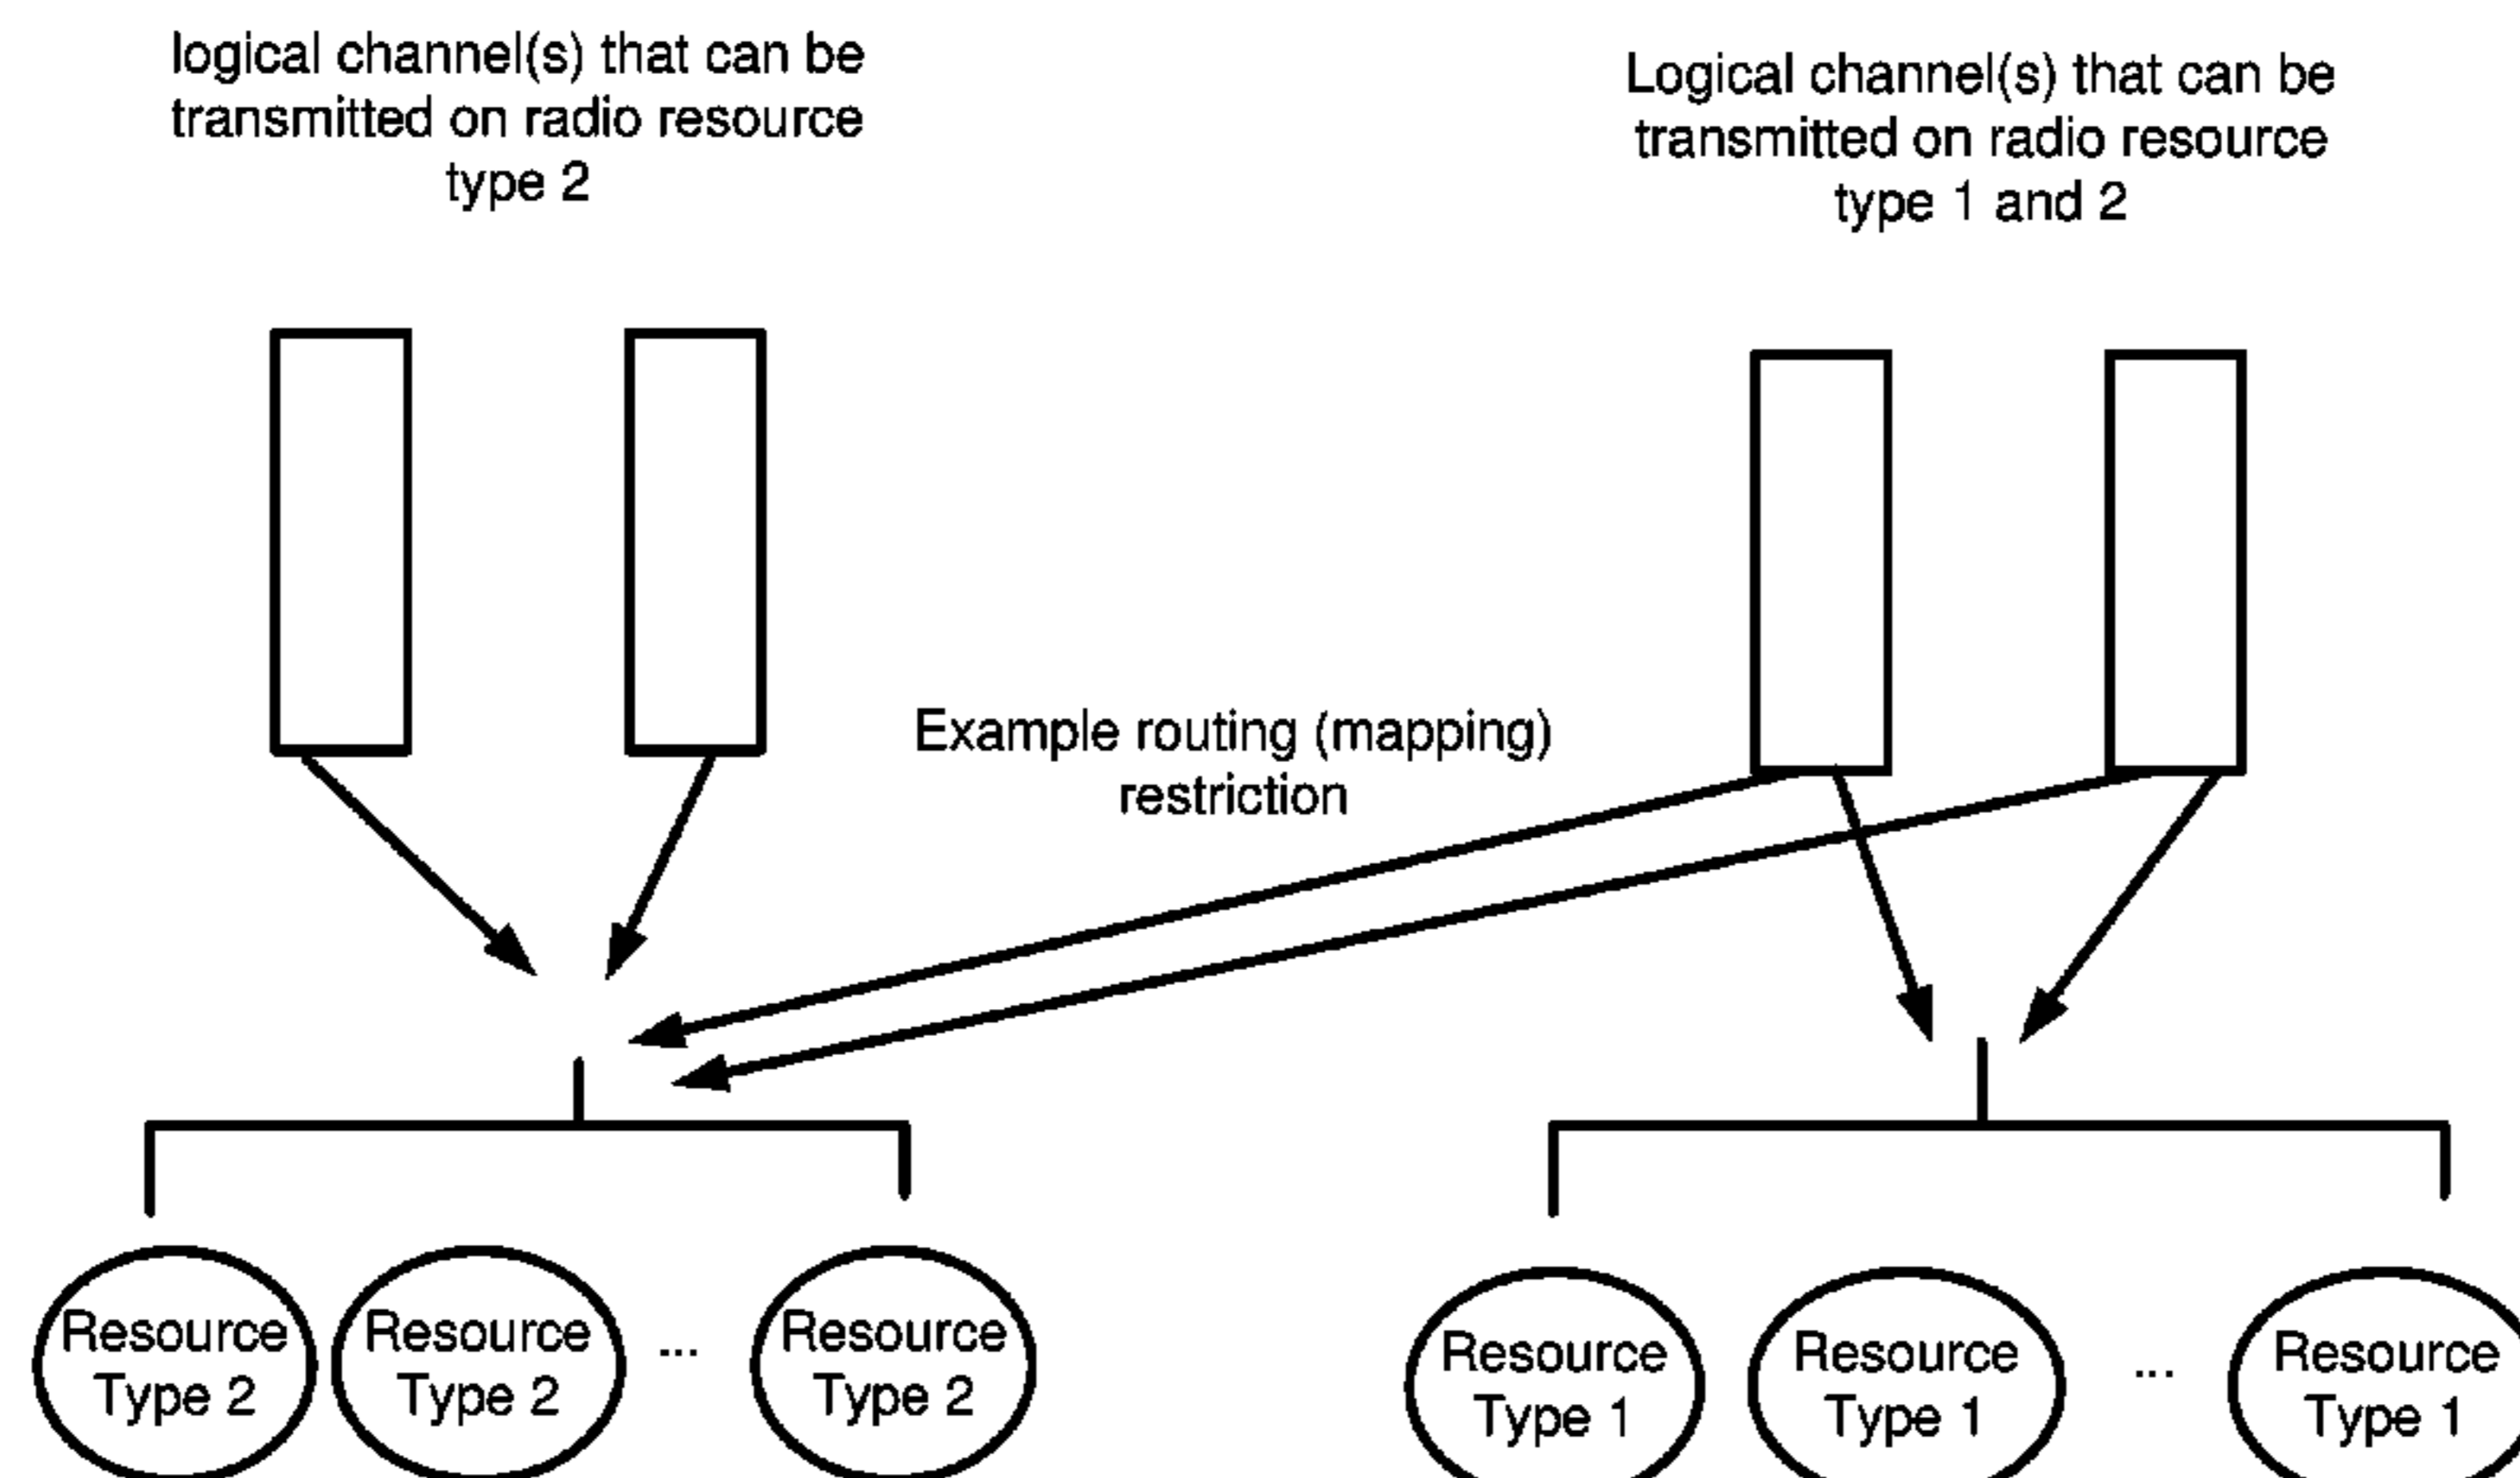 logical channel(s) that can be
transmitted on radio resource
type 2
Logical channel(s) that can be
transmitted on radio resource
type 1 and 2
Example routing (mapping)
restriction
Resource
Type 2
Resource
Type 2
...
Resource
Type 2
Resource
Type 1
Resource
Type 1
...
Resource
Type 1